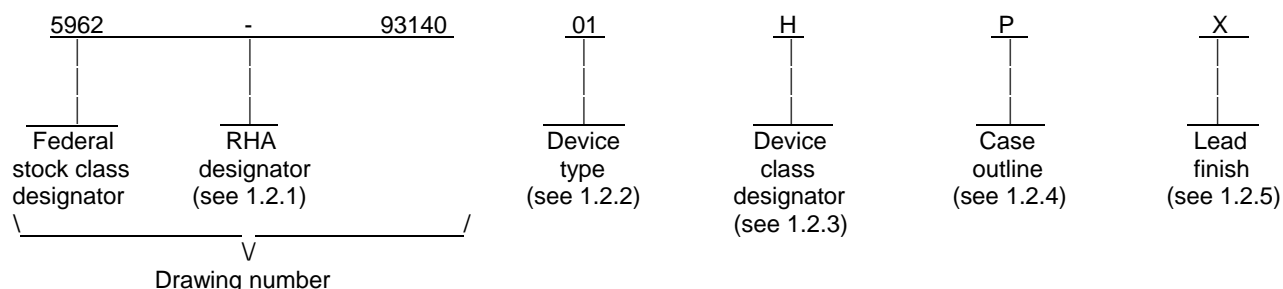 5962 - 93140 01 H P X
Federal RHA Device Device Case Lead
stock class designator type class outline finish
designator (see 1.2.1) (see 1.2.2) designator (see 1.2.4) (see 1.2.5)
(see 1.2.3)
Drawing number